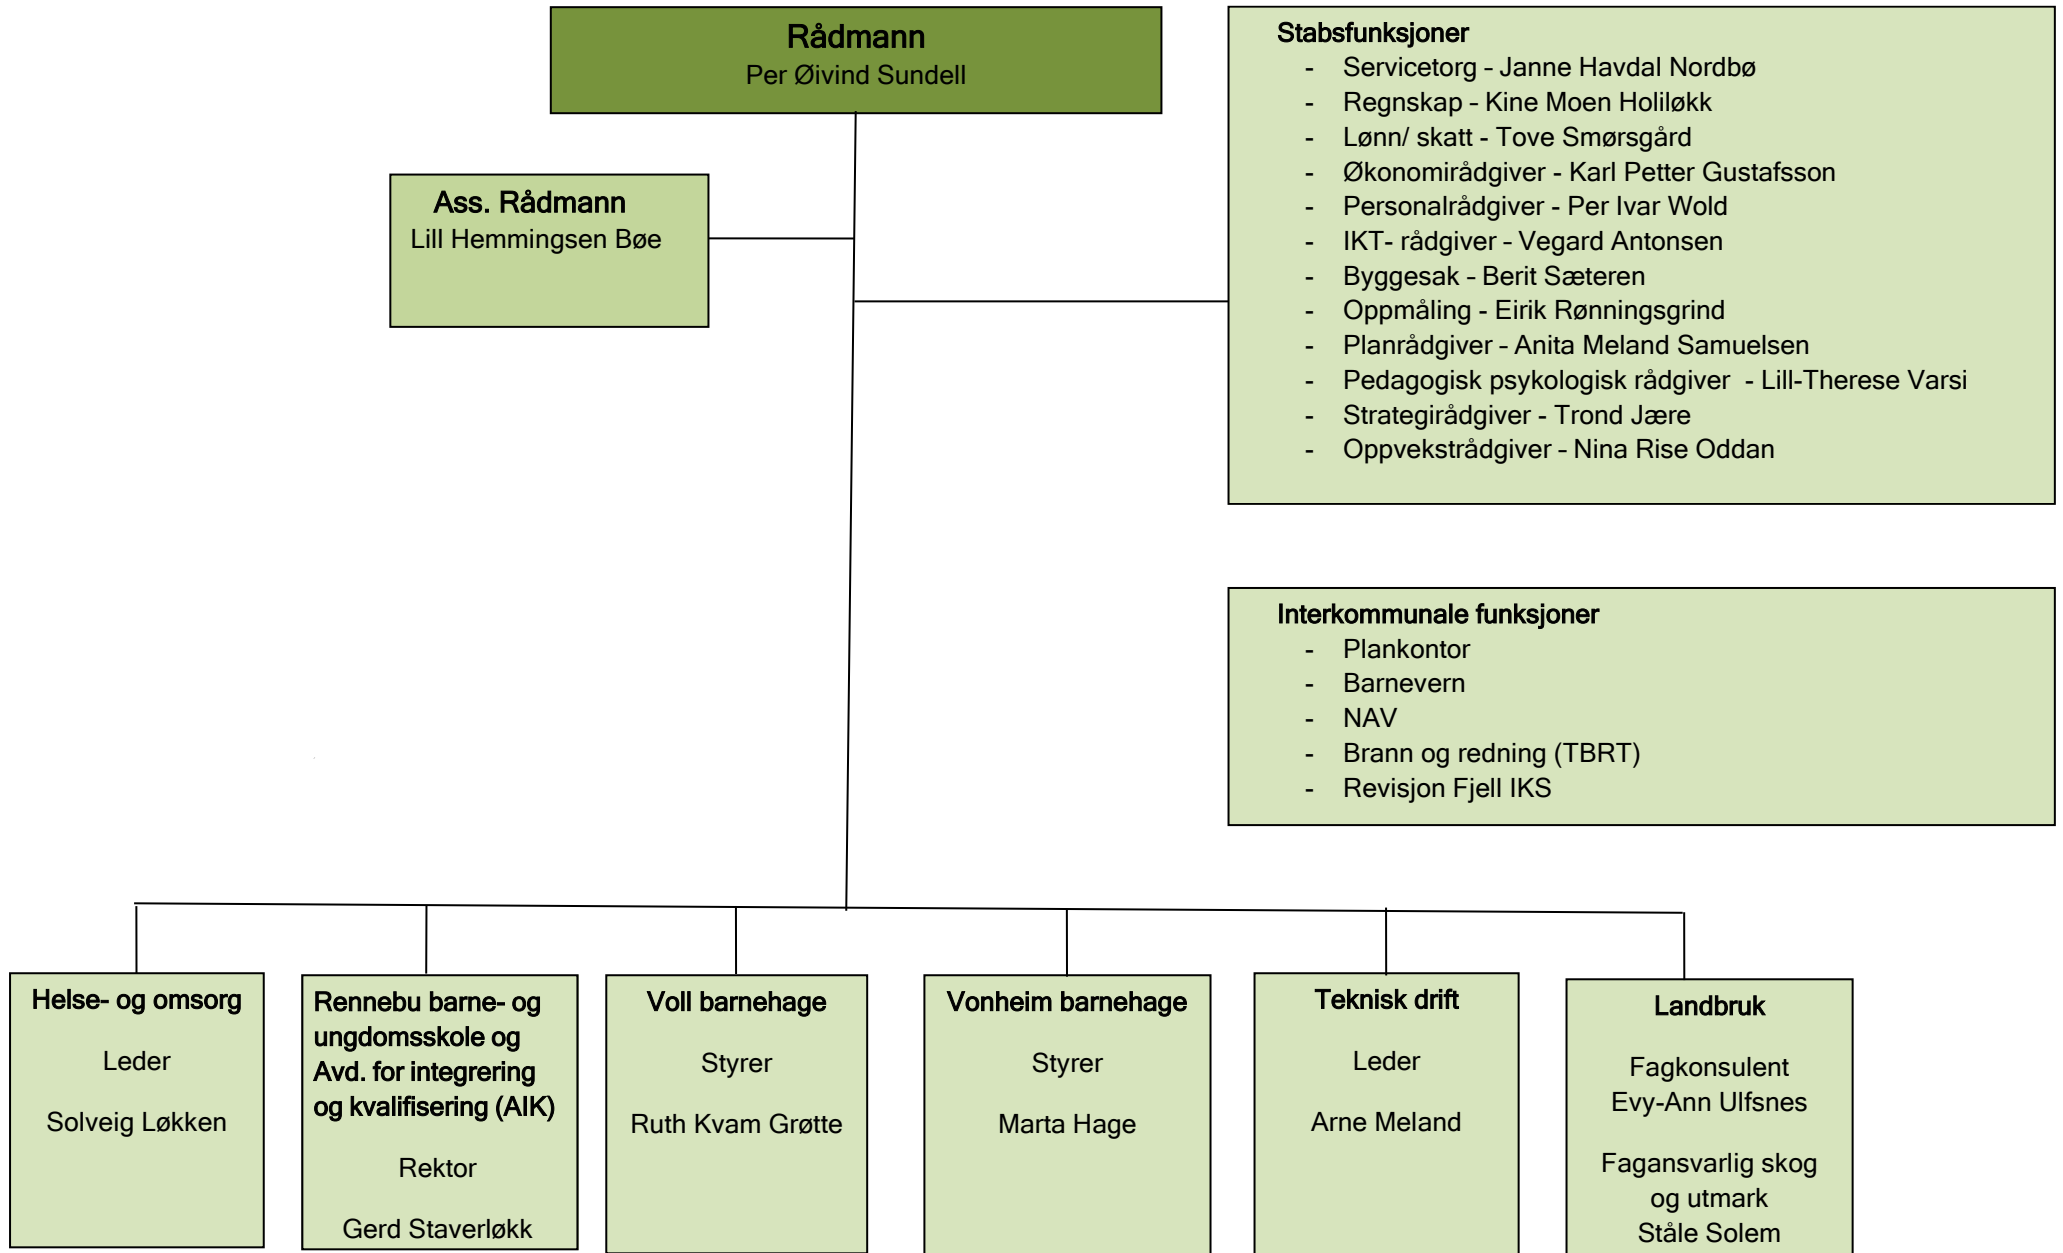 Rådmann
Per Øivind Sundell
Ass. Rådmann
Lill Hemmingsen Bøe
Stabsfunksjoner
- Servicetorg – Janne Havdal Nordbø
- Regnskap – Kine Moen Holiløkk
- Lønn/ skatt - Tove Smørsgård
- Økonomirådgiver - Karl Petter Gustafsson
- Personalrådgiver - Per Ivar Wold
- IKT- rådgiver – Vegard Antonsen
- Byggesak – Berit Sæteren
- Oppmåling - Eirik Rønningsgrind
- Planrådgiver – Anita Meland Samuelsen
- Pedagogisk psykologisk rådgiver - Lill-Therese Varsi
- Strategirådgiver - Trond Jære
- Oppvekstrådgiver – Nina Rise Oddan
Interkommunale funksjoner
- Plankontor
- Barnevern
- NAV
- Brann og redning (TBRT)
- Revisjon Fjell IKS
Helse- og omsorg
Leder
Solveig Løkken
Rennebu barne- og
ungdomsskole og
Avd. for integrering
og kvalifisering (AIK)
Rektor
Gerd Staverløkk
Voll barnehage
Styrer
Ruth Kvam Grøtte
Vonheim barnehage
Styrer
Marta Hage
Teknisk drift
Leder
Arne Meland
Landbruk
Fagkonsulent
Evy-Ann Ulfsnes
Fagansvarlig skog
og utmark
Ståle Solem